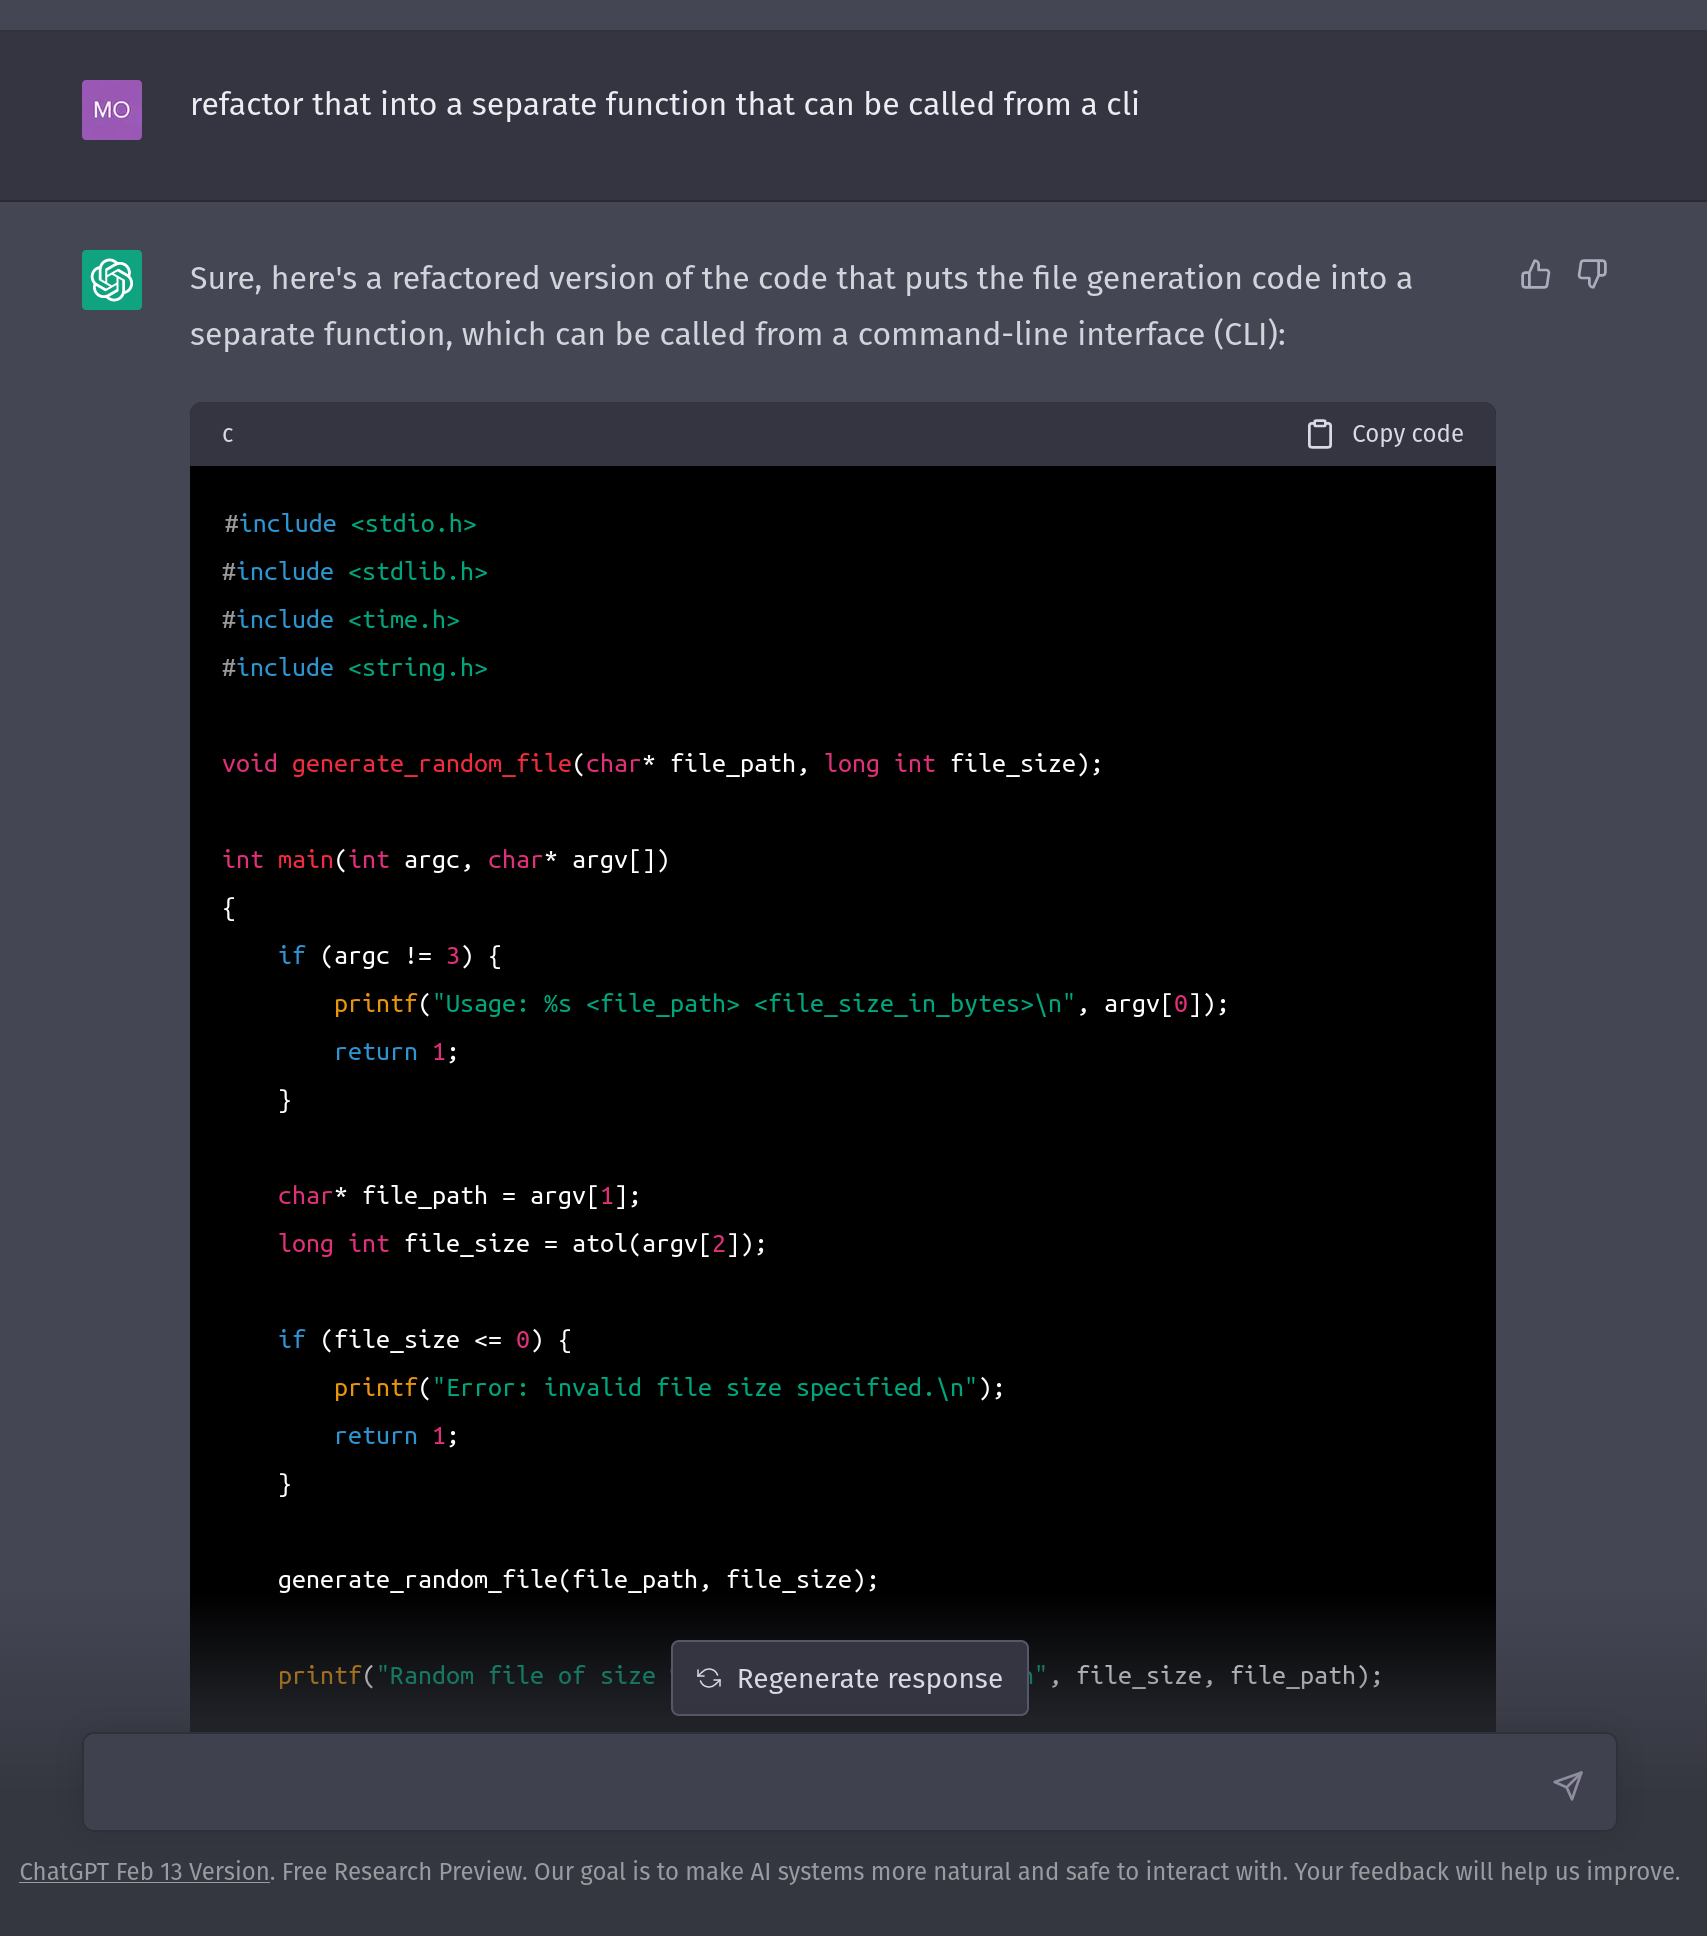 MO
refactor that into a separate function that can be called from a cli
Sure, here's a refactored version of the code that puts the file generation code into a
separate function, which can be called from a command-line interface (CLI):
c
Copy code
#include <stdio.h>
#include <stdlib.h>
#include <time.h>
#include <string.h>
void generate_random_file(char* file_path, long int file_size);
int main(int argc, char* argv[])
{
    if (argc != 3) {
        printf("Usage: %s <file_path> <file_size_in_bytes>\n", argv[0]);
        return 1;
    }
    char* file_path = argv[1];
    long int file_size = atol(argv[2]);
    if (file_size <= 0) {
        printf("Error: invalid file size specified.\n");
        return 1;
    }
    generate_random_file(file_path, file_size);
    printf("Random file of size ", file_size, file_path);
Regenerate response
ChatGPT Feb 13 Version. Free Research Preview. Our goal is to make AI systems more natural and safe to interact with. Your feedback will help us improve.